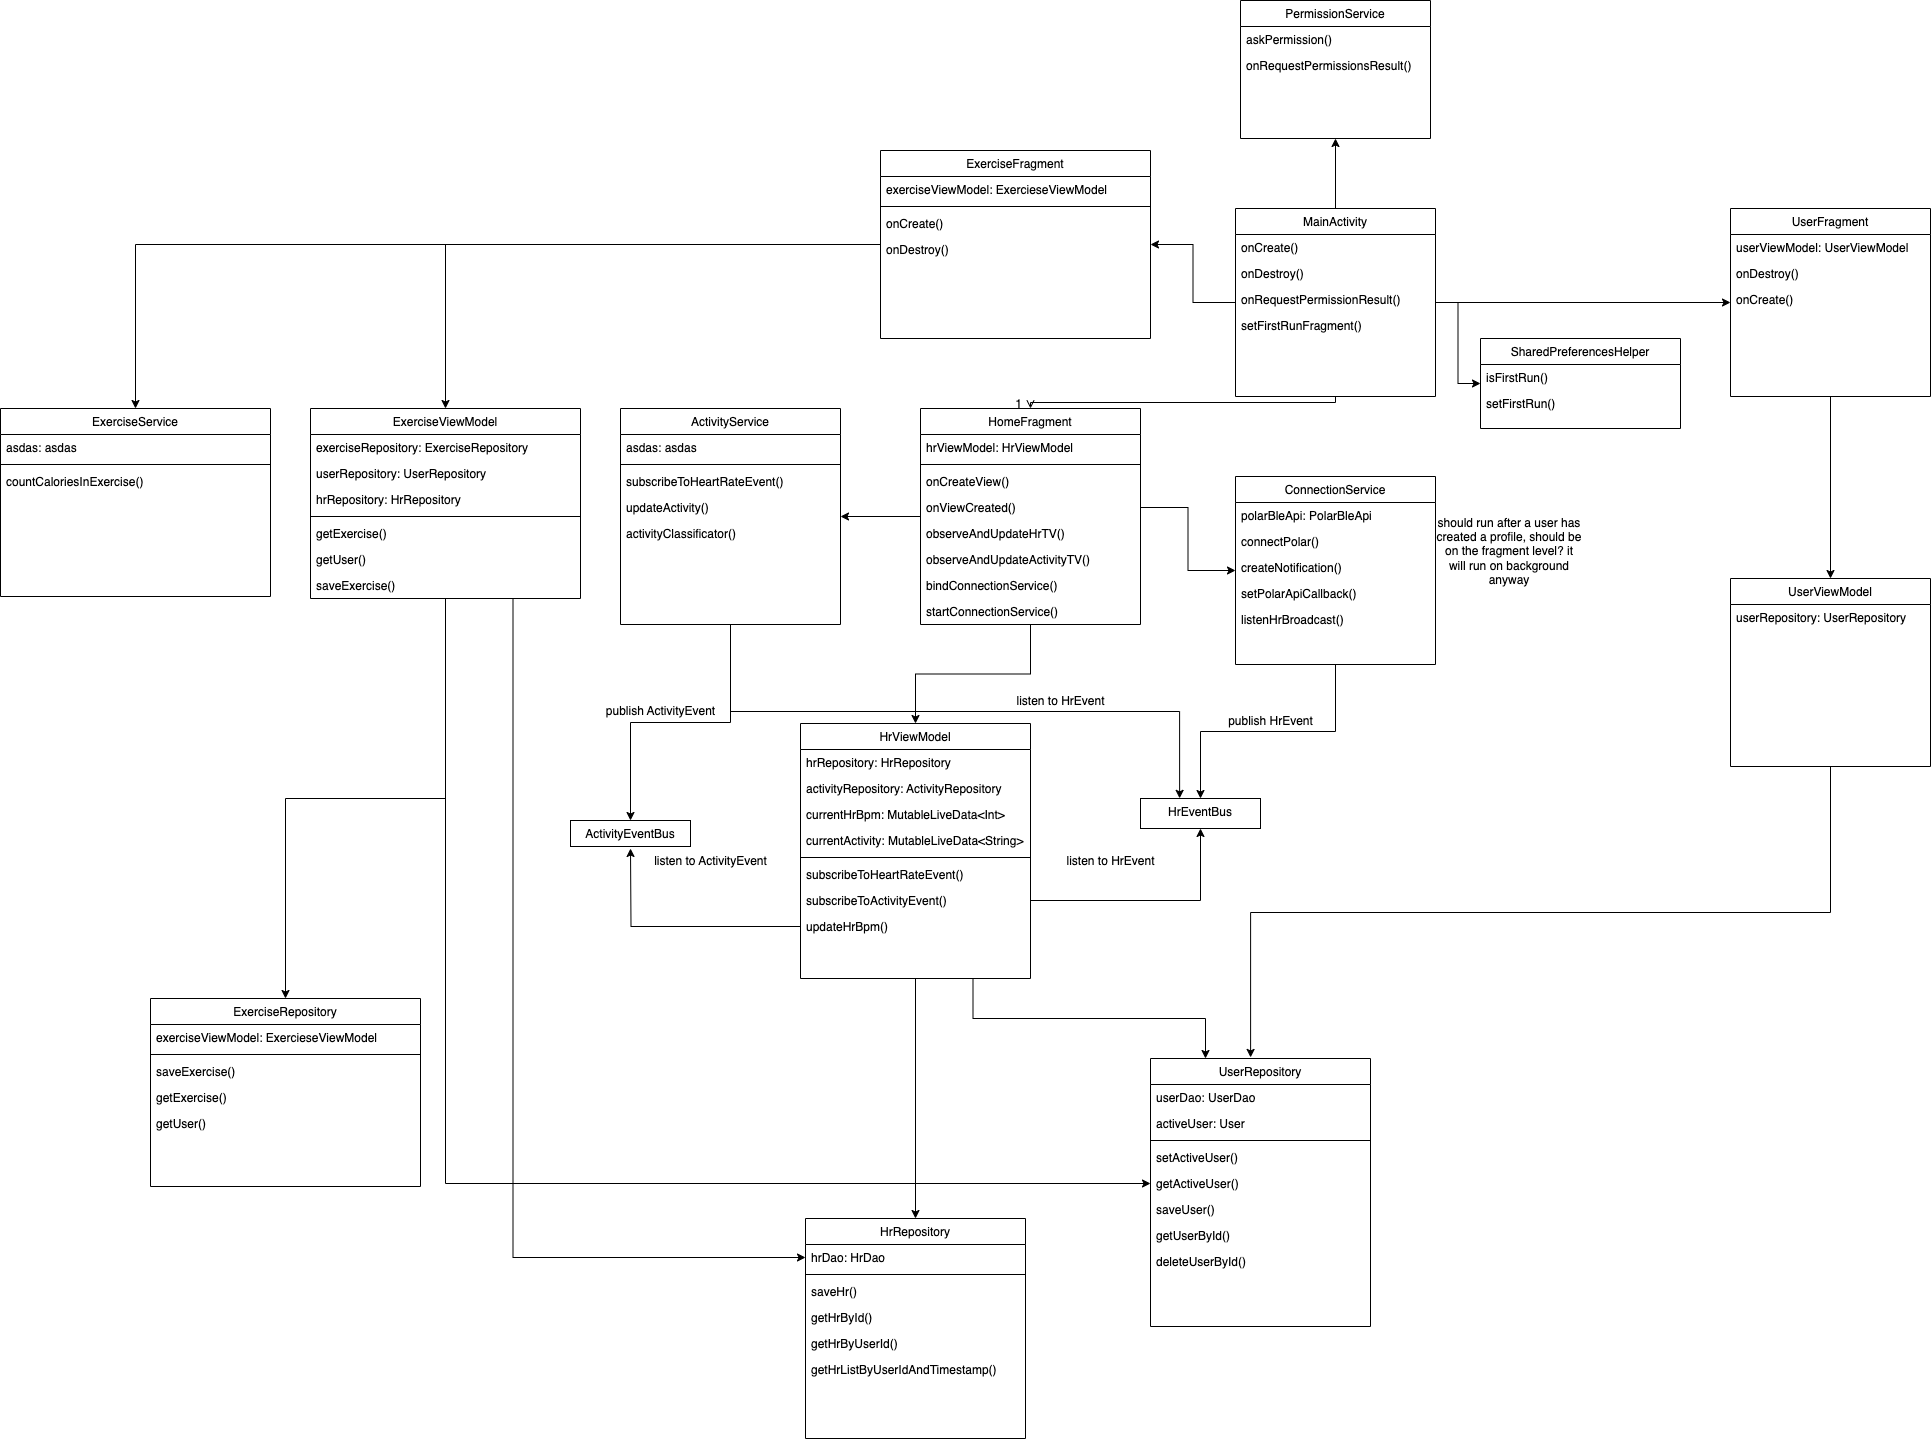 PermissionService
askPermission()
onRequestPermissionsResult()
ExerciseFragment
exerciseViewModel: ExercieseViewModel
onCreate()
onDestroy()
MainActivity
onCreate()
onDestroy()
onRequestPermissionResult()
setFirstRunFragment()
UserFragment
userViewModel: UserViewModel
onDestroy()
onCreate()
SharedPreferencesHelper
isFirstRun()
setFirstRun()
ExerciseService
asdas: asdas
countCaloriesInExercise()
ExerciseViewModel
exerciseRepository: ExerciseRepository
userRepository: UserRepository
hrRepository: HrRepository
getExercise()
getUser()
saveExercise()
ActivityService
asdas: asdas
subscribeToHeartRateEvent()
updateActivity()
activityClassificator()
1
HomeFragment
hrViewModel: HrViewModel
onCreateView()
onViewCreated()
observeAndUpdateHrTV()
observeAndUpdateActivityTV()
bindConnectionService()
startConnectionService()
ConnectionService
polarBleApi: PolarBleApi
connectPolar()
createNotification()
setPolarApiCallback()
listenHrBroadcast()
should run after a user has
created a profile, should be
on the fragment level? it
will run on background
anyway
UserViewModel
userRepository: UserRepository
publish ActivityEvent
listen to HrEvent
publish HrEvent
HrViewModel
hrRepository: HrRepository
activityRepository: ActivityRepository
currentHrBpm: MutableLiveData<Int>
currentActivity: MutableLiveData<String>
subscribeToHeartRateEvent()
subscribeToActivityEvent()
updateHrBpm()
ActivityEventBus
listen to ActivityEvent
HrEventBus
listen to HrEvent
ExerciseRepository
exerciseViewModel: ExercieseViewModel
saveExercise()
getExercise()
getUser()
UserRepository
userDao: UserDao
activeUser: User
setActiveUser()
getActiveUser()
saveUser()
getUserById()
deleteUserById()
HrRepository
hrDao: HrDao
saveHr()
getHrById()
getHrByUserId()
getHrListByUserIdAndTimestamp()